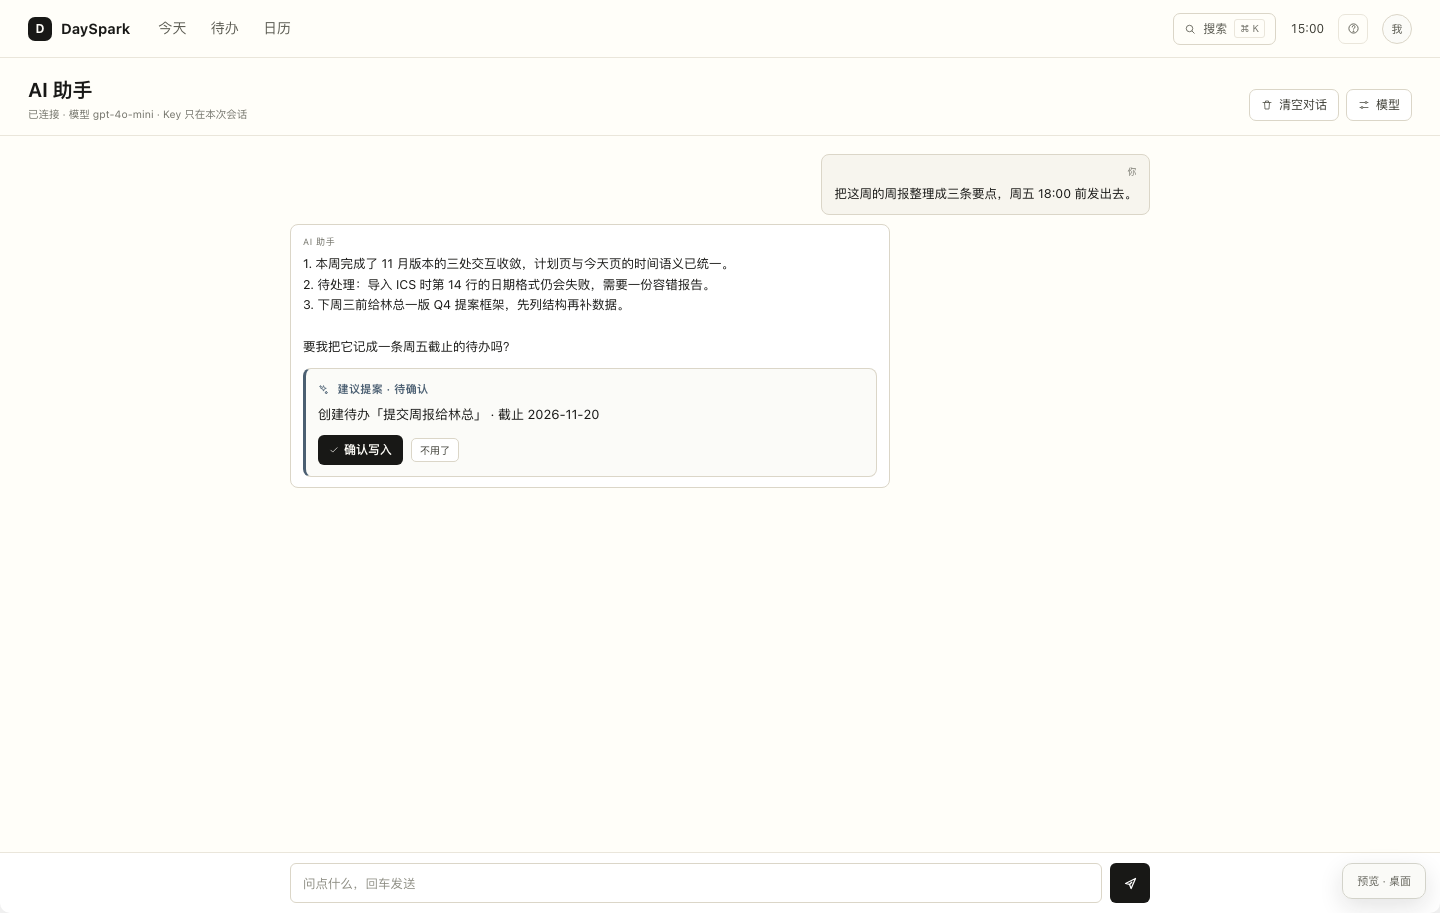 D DaySpark 今天 待办 日历 搜索 ⌘ K 15:00 我
AI 助手
已连接 · 模型 gpt-4o-mini · Key 只在本次会话
清空对话 模型
你
把这周的周报整理成三条要点，周五 18:00 前发出去。
AI 助手
1. 本周完成了 11 月版本的三处交互收敛，计划页与今天页的时间语义已统一。
2. 待处理：导入 ICS 时第 14 行的日期格式仍会失败，需要一份容错报告。
3. 下周三前给林总一版 Q4 提案框架，先列结构再补数据。
要我把它记成一条周五截止的待办吗？
建议提案 · 待确认
创建待办「提交周报给林总」 · 截止 2026-11-20
确认写入 不用了
问点什么，回车发送
预览 · 桌面